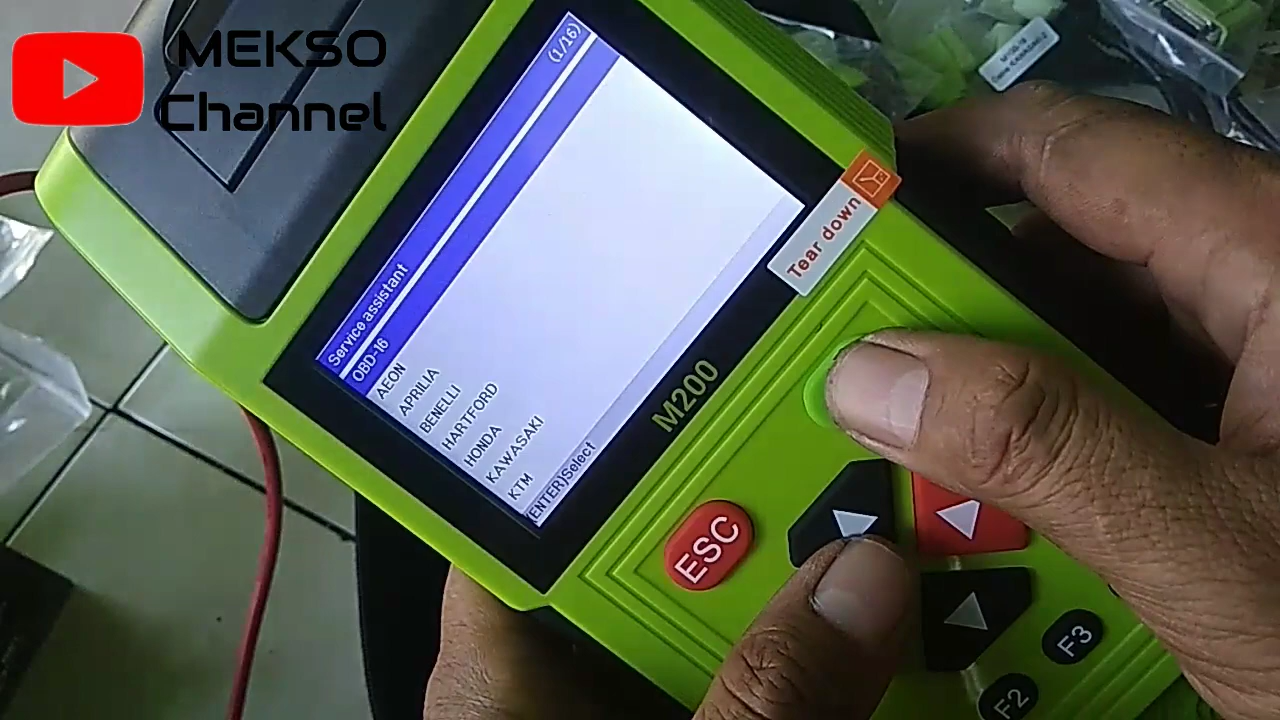 MEKSO
Channel
Service assistant
(1/16)
OBD-16
AEON
APRILIA
BENELLI
HARTFORD
HONDA
KAWASAKI
KTM
(ENTER)Select
Tear down
M200
ESC
F3
F2